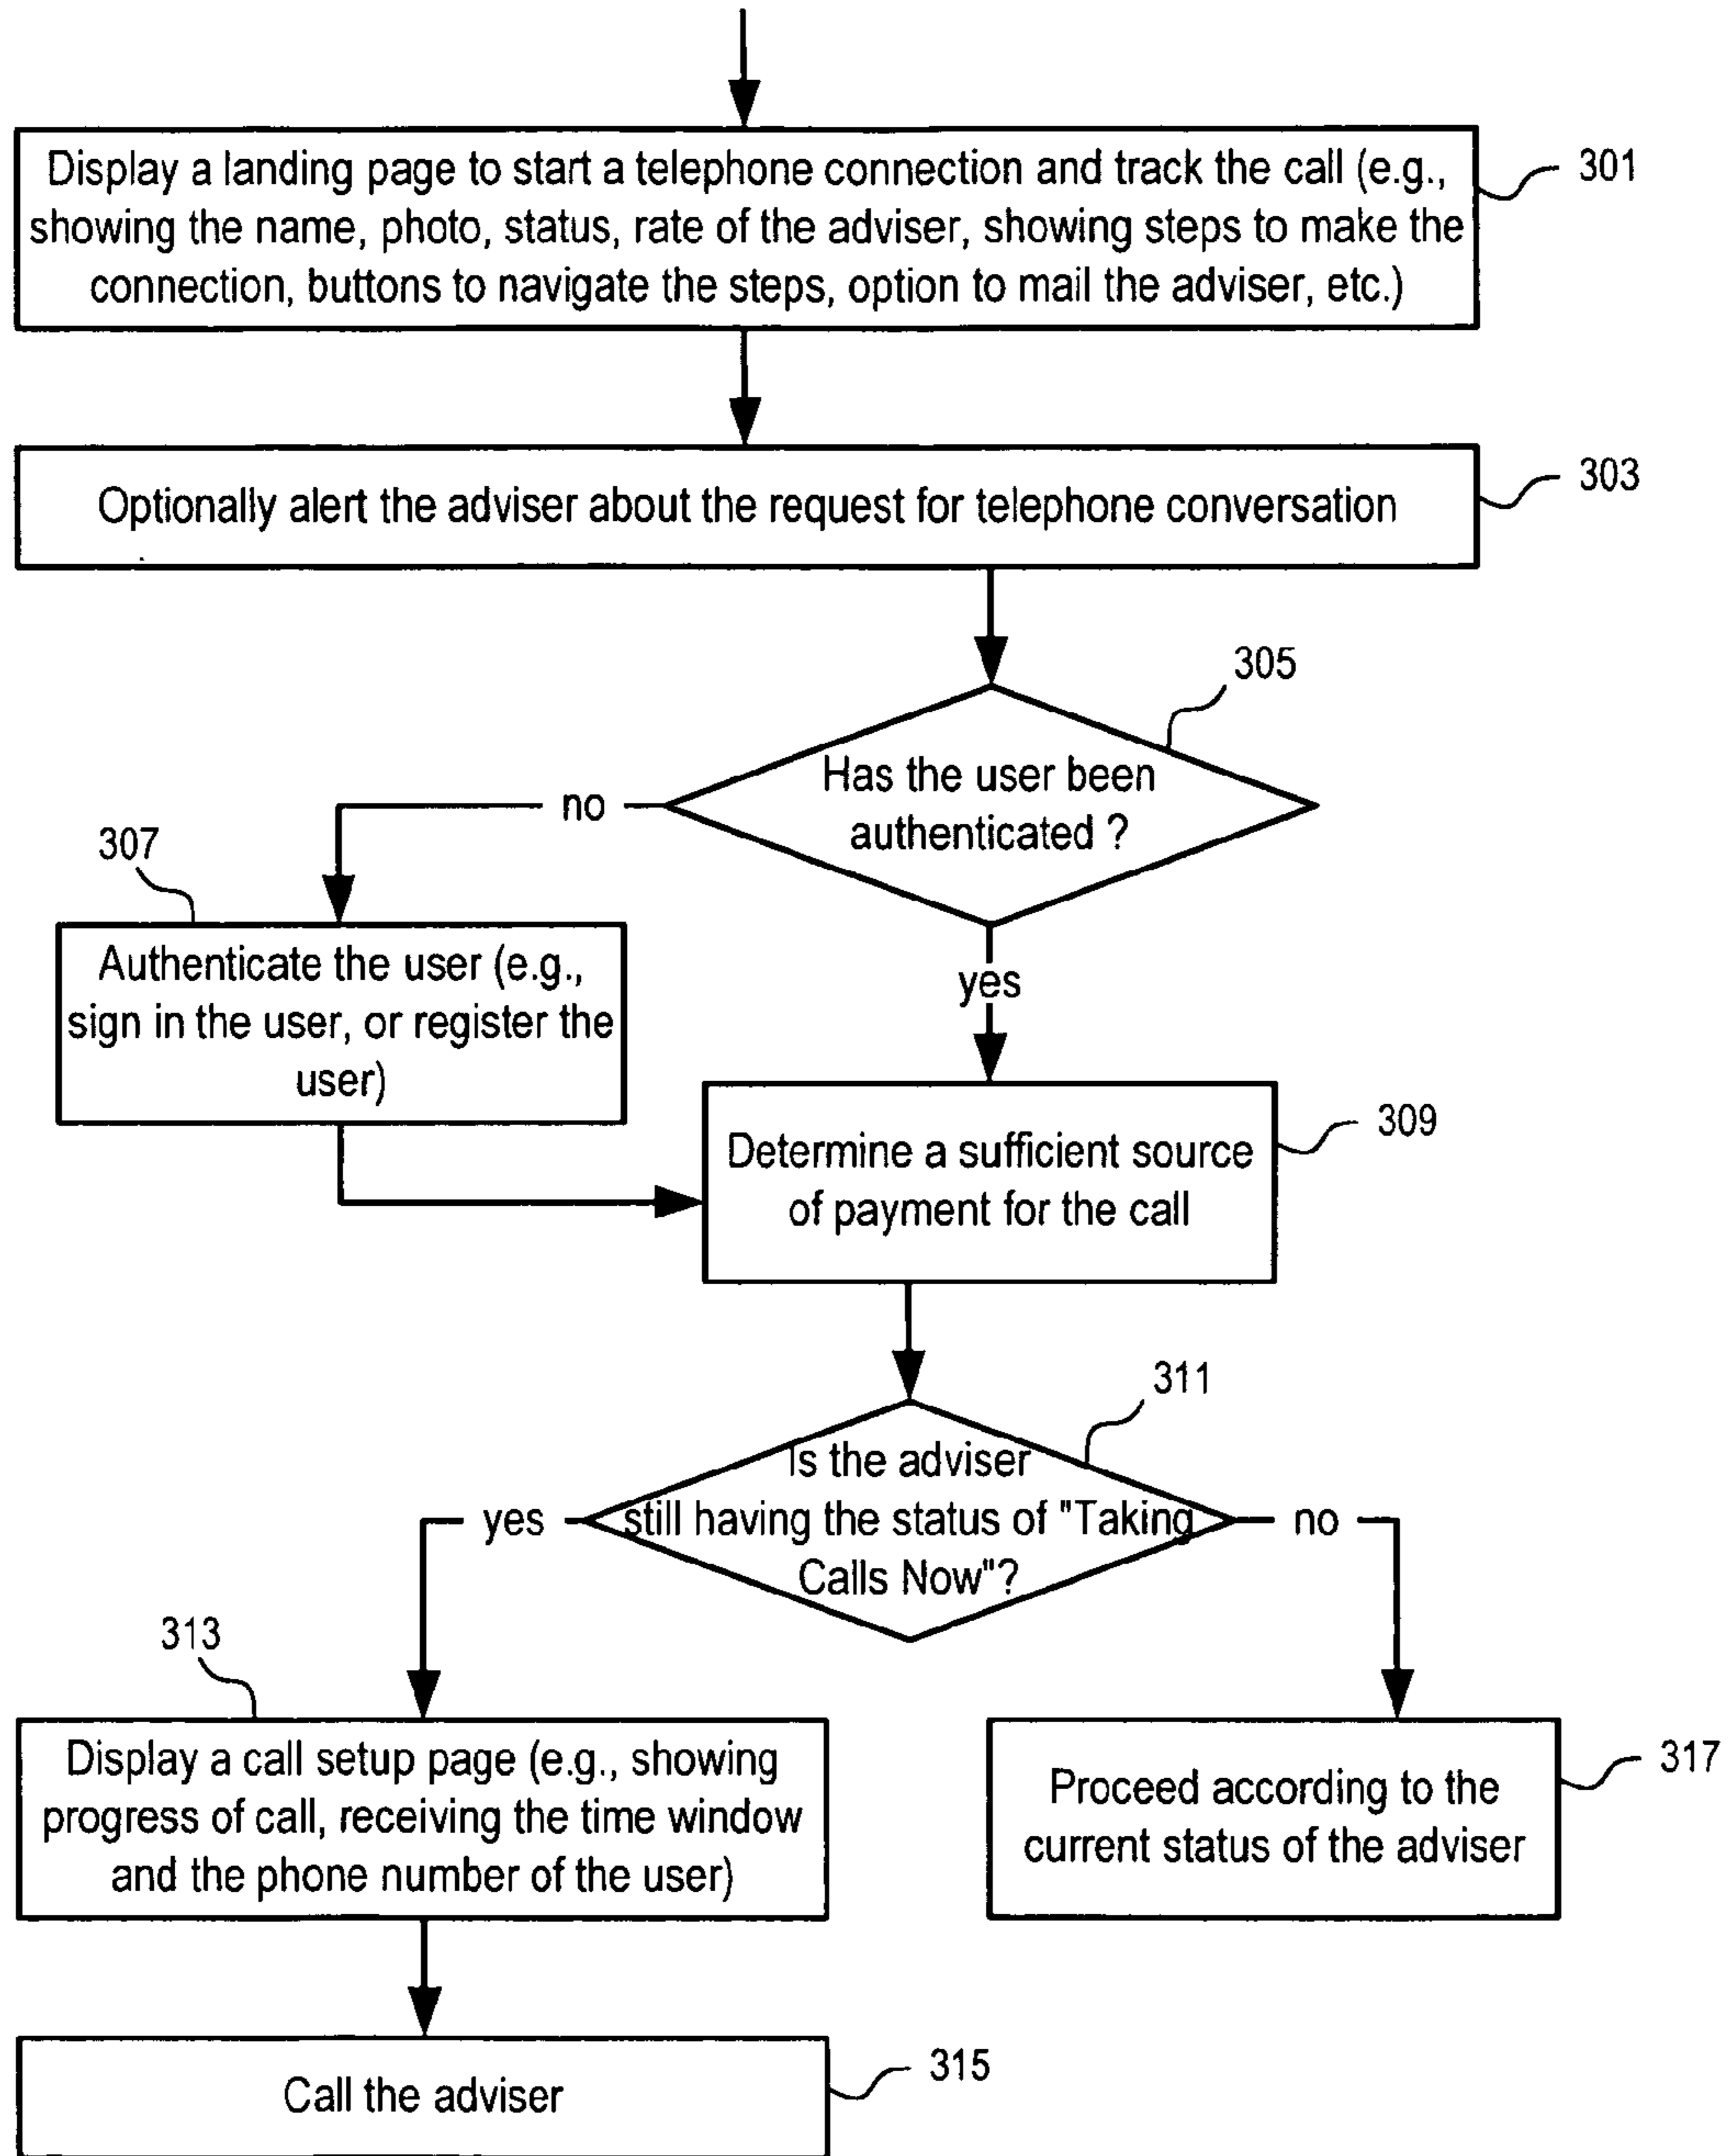 Display a landing page to start a telephone connection and track the call (e.g.,
showing the name, photo, status, rate of the adviser, showing steps to make the
connection, buttons to navigate the steps, option to mail the adviser, etc.)
301
Optionally alert the adviser about the request for telephone conversation
303
305
Has the user been
authenticated ?
no
yes
307
Authenticate the user (e.g.,
sign in the user, or register the
user)
309
Determine a sufficient source
of payment for the call
311
Is the adviser
still having the status of "Taking
Calls Now"?
yes
no
313
Display a call setup page (e.g., showing
progress of call, receiving the time window
and the phone number of the user)
317
Proceed according to the
current status of the adviser
315
Call the adviser